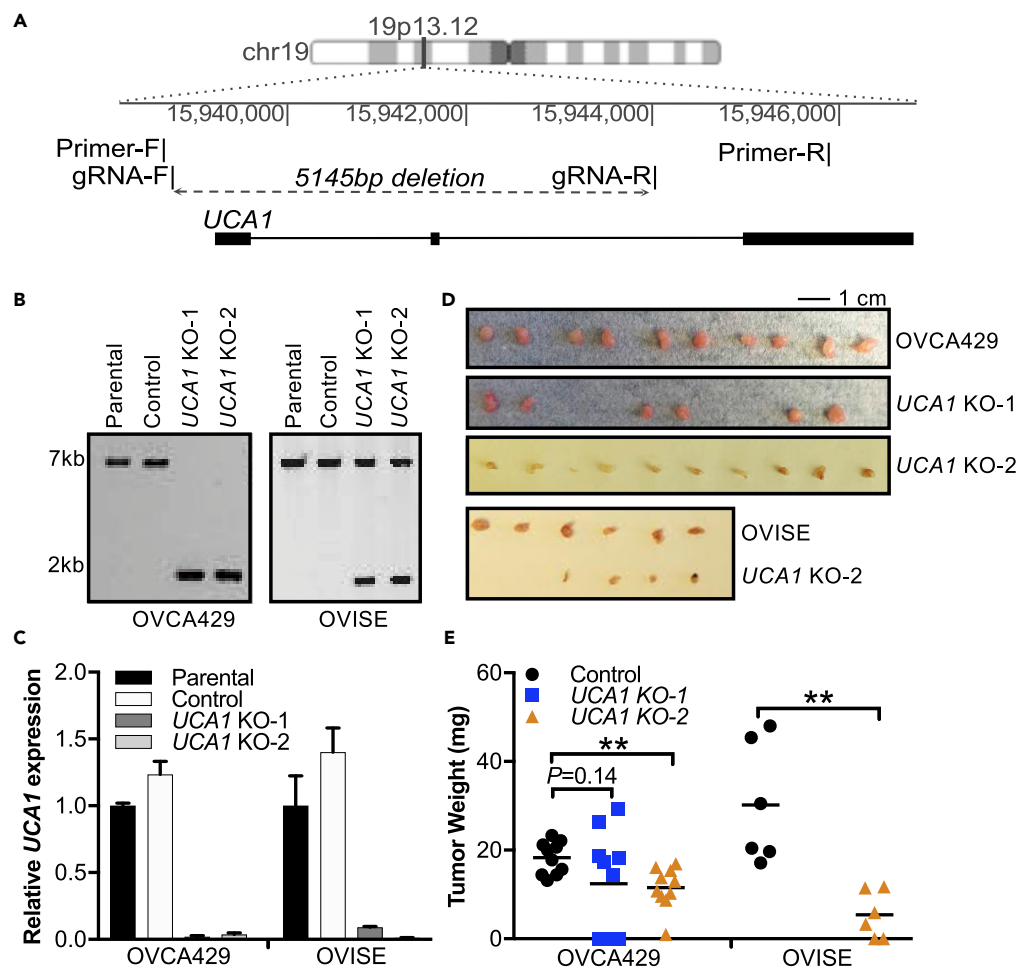 A
19p13.12
chr19
15,940,000 15,942,000 15,944,000 15,946,000
Primer-F
Primer-R
gRNA-F
5145bp deletion
gRNA-R
UCA1
B
Parental
Control
UCA1 KO-1
UCA1 KO-2
Parental
Control
UCA1 KO-1
UCA1 KO-2
7kb
2kb
OVCA429
OVISE
D
1 cm
OVCA429
UCA1 KO-1
UCA1 KO-2
OVISE
UCA1 KO-2
C
Relative UCA1 expression
2.0
1.5
1.0
0.5
0.0
Parental
Control
UCA1 KO-1
UCA1 KO-2
OVCA429
OVISE
E
Tumor Weight (mg)
60
40
20
0
Control
UCA1 KO-1
UCA1 KO-2
**
P=0.14
**
OVCA429
OVISE